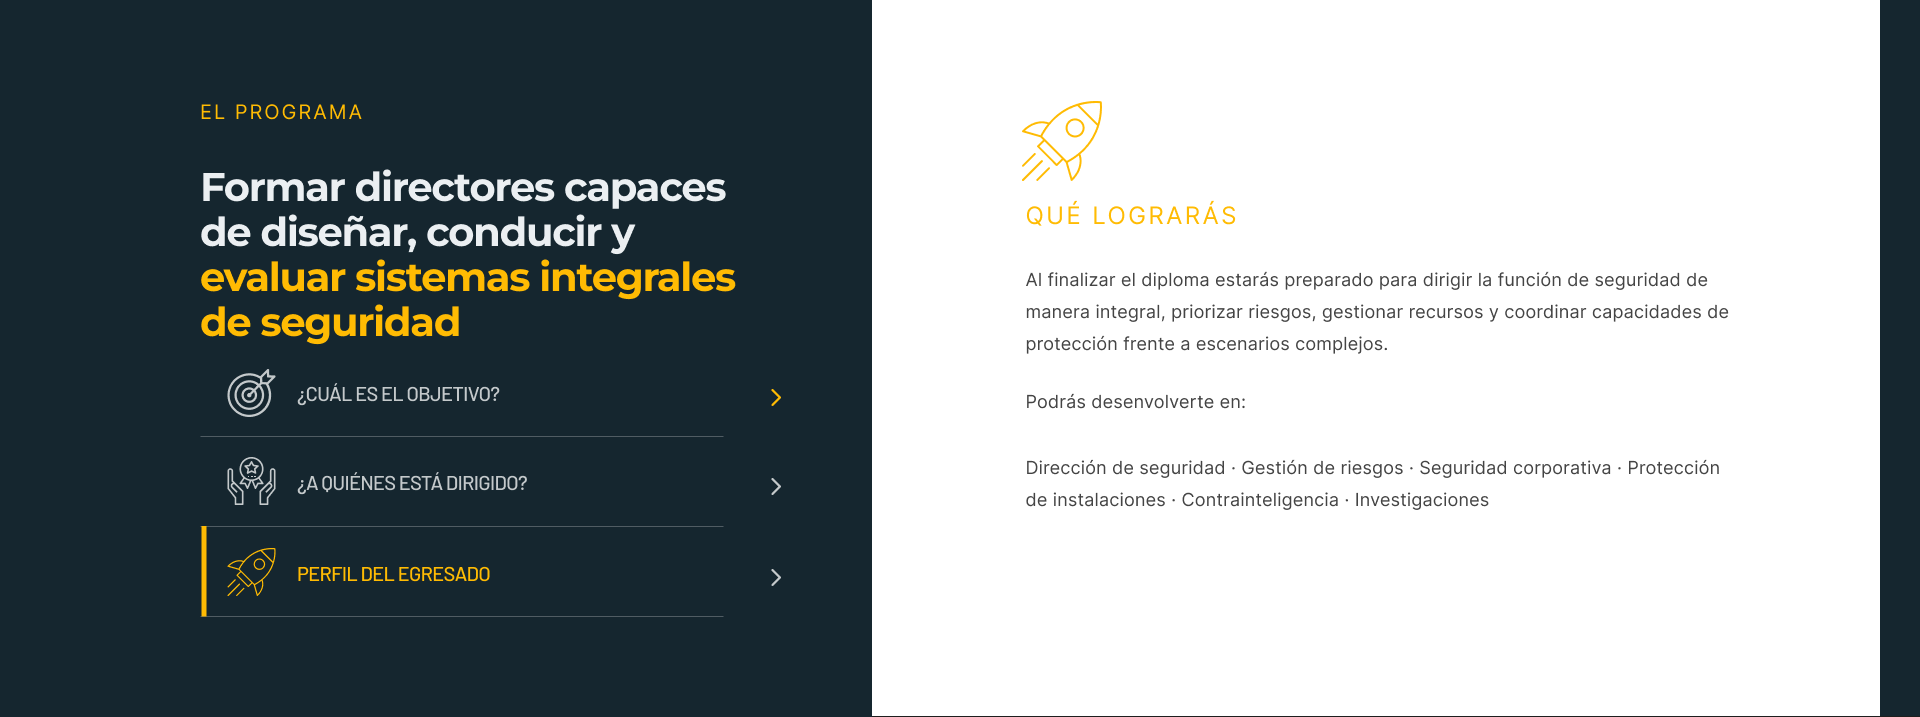 EL PROGRAMA
Formar directores capaces
de diseñar, conducir y
evaluar sistemas integrales
de seguridad
¿CUÁL ES EL OBJETIVO?
¿A QUIÉNES ESTÁ DIRIGIDO?
PERFIL DEL EGRESADO
QUÉ LOGRARÁS
Al finalizar el diploma estarás preparado para dirigir la función de seguridad de
manera integral, priorizar riesgos, gestionar recursos y coordinar capacidades de
protección frente a escenarios complejos.
Podrás desenvolverte en:
Dirección de seguridad · Gestión de riesgos · Seguridad corporativa · Protección
de instalaciones · Contrainteligencia · Investigaciones